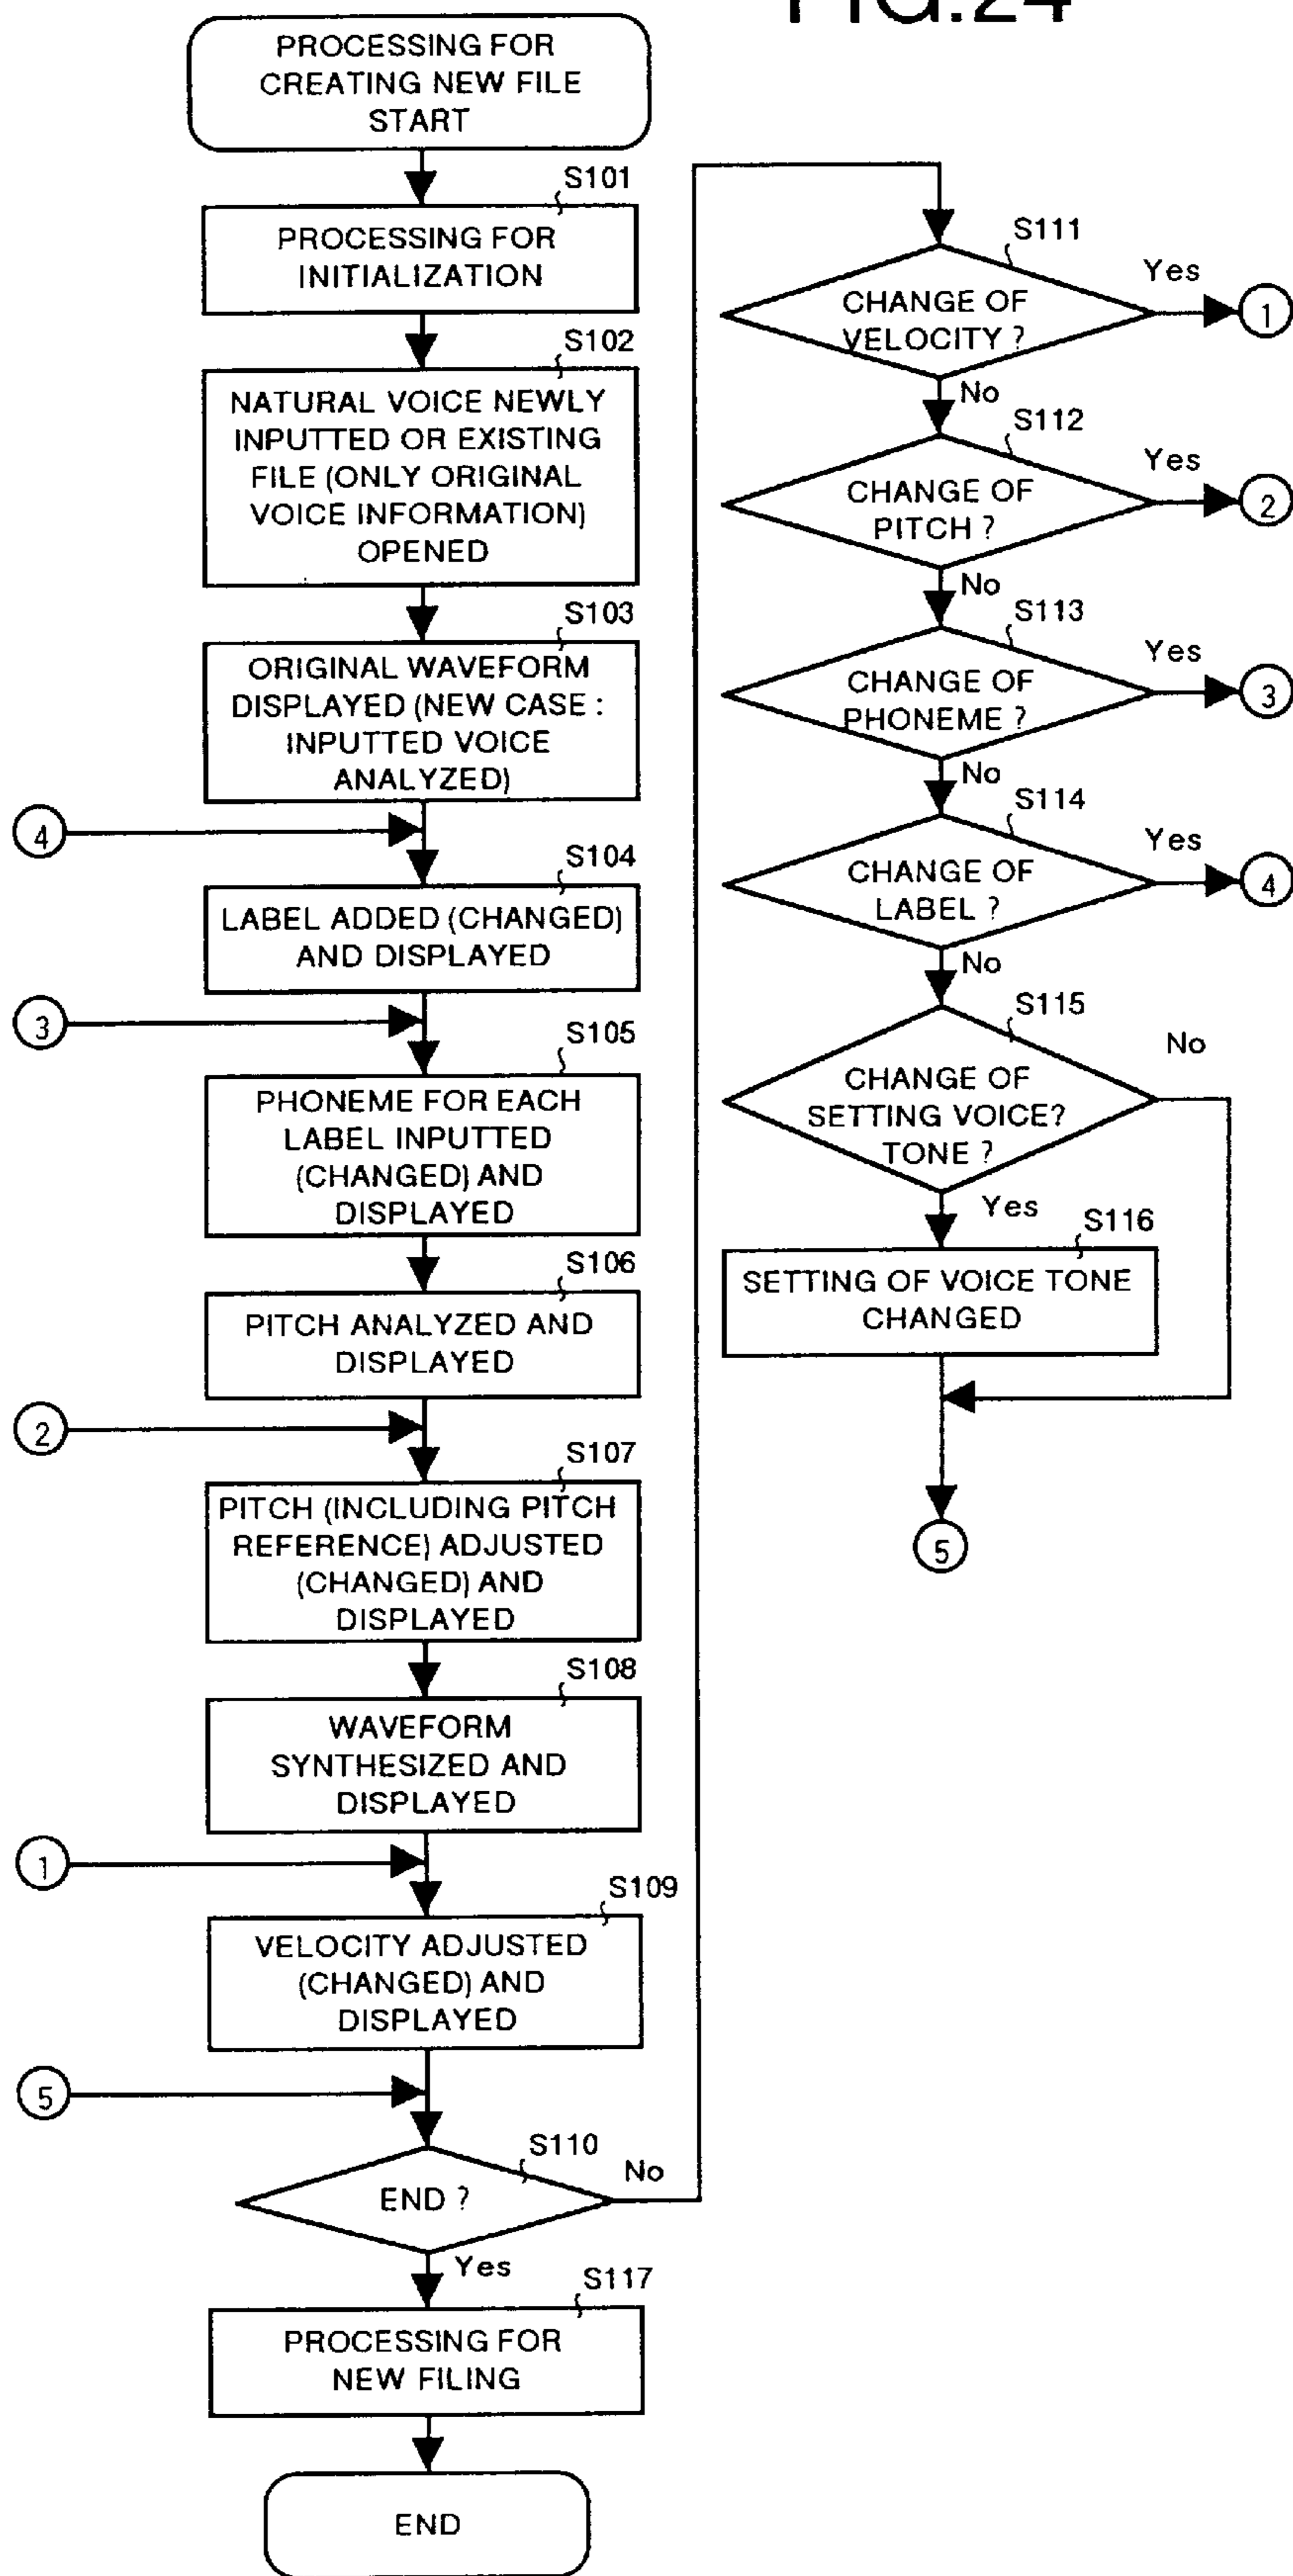 FIG.24
PROCESSING FOR
CREATING NEW FILE
START
S101
PROCESSING FOR
INITIALIZATION
S102
NATURAL VOICE NEWLY
INPUTTED OR EXISTING
FILE (ONLY ORIGINAL
VOICE INFORMATION)
OPENED
S103
ORIGINAL WAVEFORM
DISPLAYED (NEW CASE :
INPUTTED VOICE
ANALYZED)
4
S104
LABEL ADDED (CHANGED)
AND DISPLAYED
3
S105
PHONEME FOR EACH
LABEL INPUTTED
(CHANGED) AND
DISPLAYED
S106
PITCH ANALYZED AND
DISPLAYED
2
S107
PITCH (INCLUDING PITCH
REFERENCE) ADJUSTED
(CHANGED) AND
DISPLAYED
S108
WAVEFORM
SYNTHESIZED AND
DISPLAYED
1
S109
VELOCITY ADJUSTED
(CHANGED) AND
DISPLAYED
5
S110
END ?
No
Yes
S117
PROCESSING FOR
NEW FILING
END
S111
CHANGE OF
VELOCITY ?
Yes
1
No
S112
CHANGE OF
PITCH ?
Yes
2
No
S113
CHANGE OF
PHONEME ?
Yes
3
No
S114
CHANGE OF
LABEL ?
Yes
4
No
S115
CHANGE OF
SETTING VOICE?
TONE ?
No
Yes
S116
SETTING OF VOICE TONE
CHANGED
5